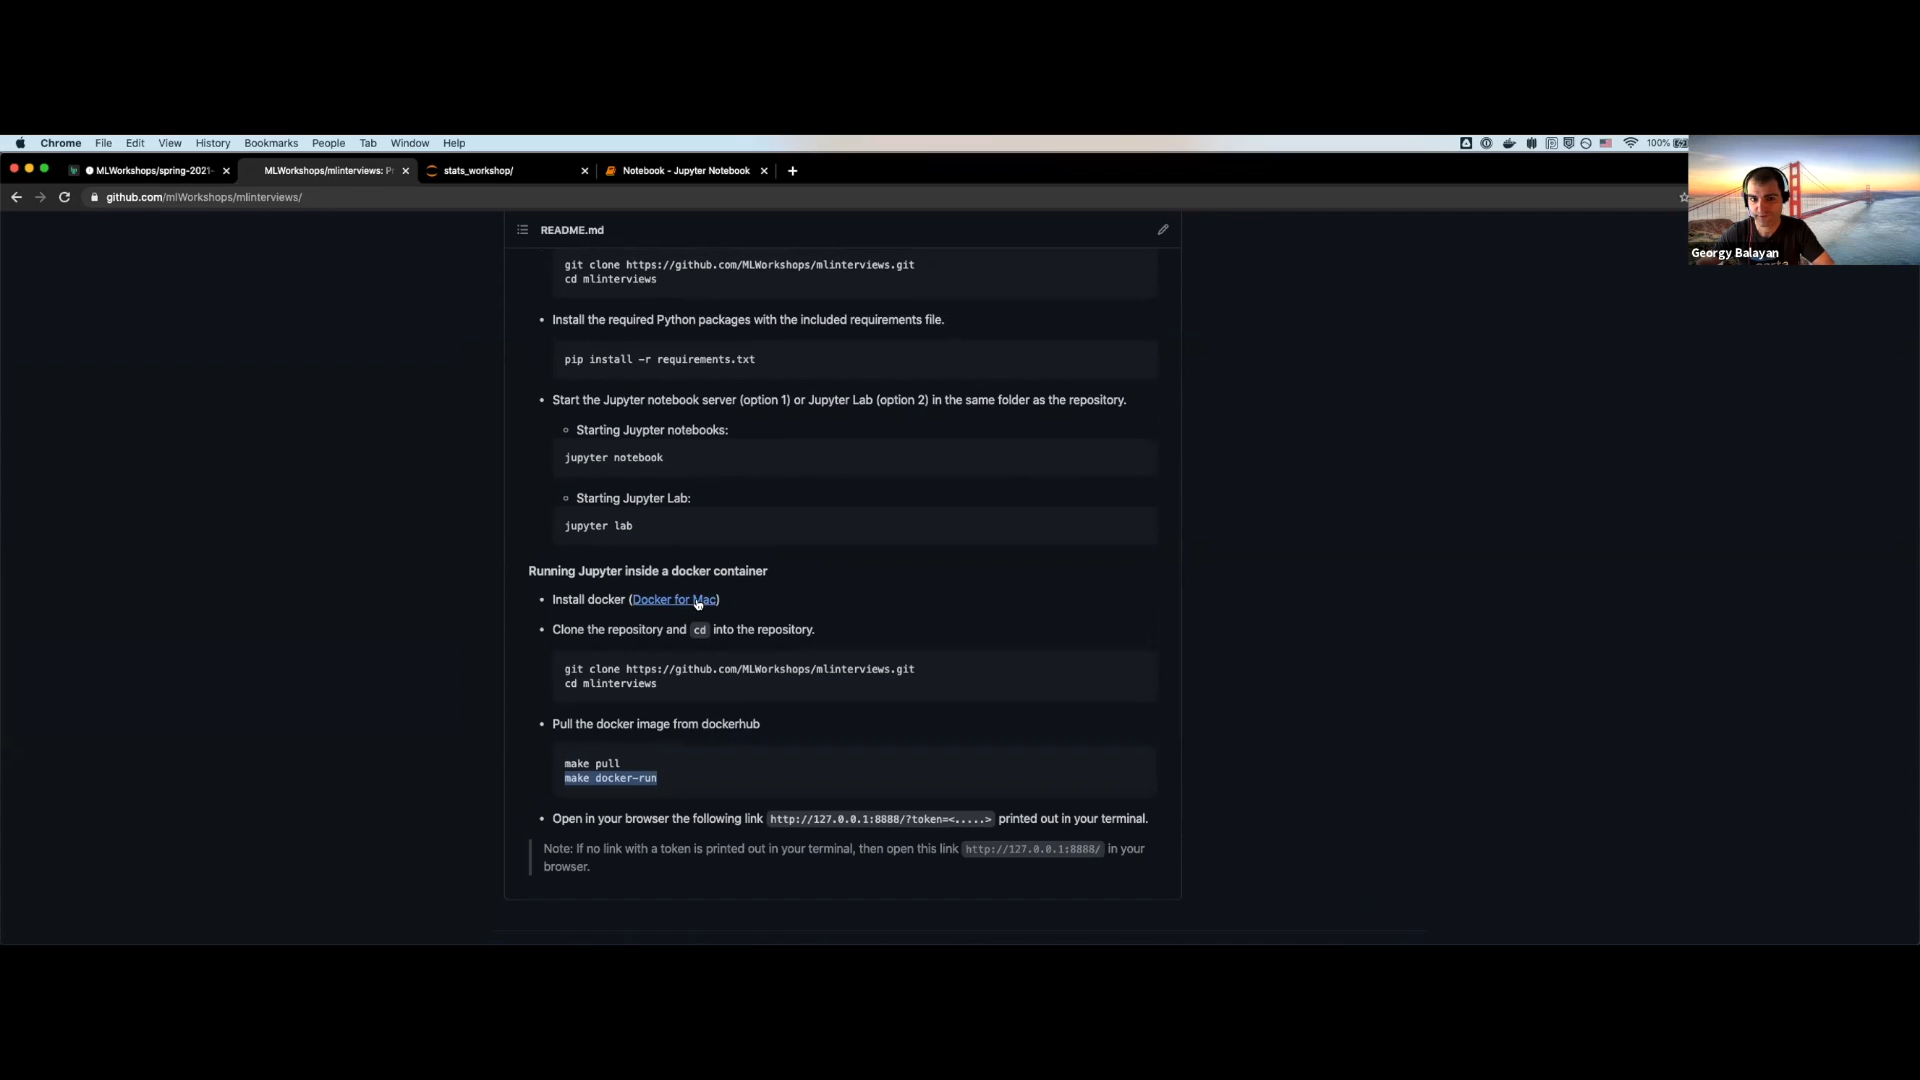 Chrome File Edit View History Bookmarks People Tab Window Help 100%
MLWorkshops/spring-2021- MLWorkshops/mlinterviews: Pr stats_workshop/ Notebook - Jupyter Notebook
github.com/mlWorkshops/mlinterviews/
Georgy Balayan
README.md
git clone https://github.com/MLWorkshops/mlinterviews.git
cd mlinterviews
• Install the required Python packages with the included requirements file.
pip install -r requirements.txt
• Start the Jupyter notebook server (option 1) or Jupyter Lab (option 2) in the same folder as the repository.
◦ Starting Juypter notebooks:
jupyter notebook
◦ Starting Jupyter Lab:
jupyter lab
Running Jupyter inside a docker container
• Install docker (Docker for Mac)
• Clone the repository and cd into the repository.
git clone https://github.com/MLWorkshops/mlinterviews.git
cd mlinterviews
• Pull the docker image from dockerhub
make pull
make docker-run
• Open in your browser the following link http://127.0.0.1:8888/?token=<.....> printed out in your terminal.
Note: If no link with a token is printed out in your terminal, then open this link http://127.0.0.1:8888/ in your
browser.